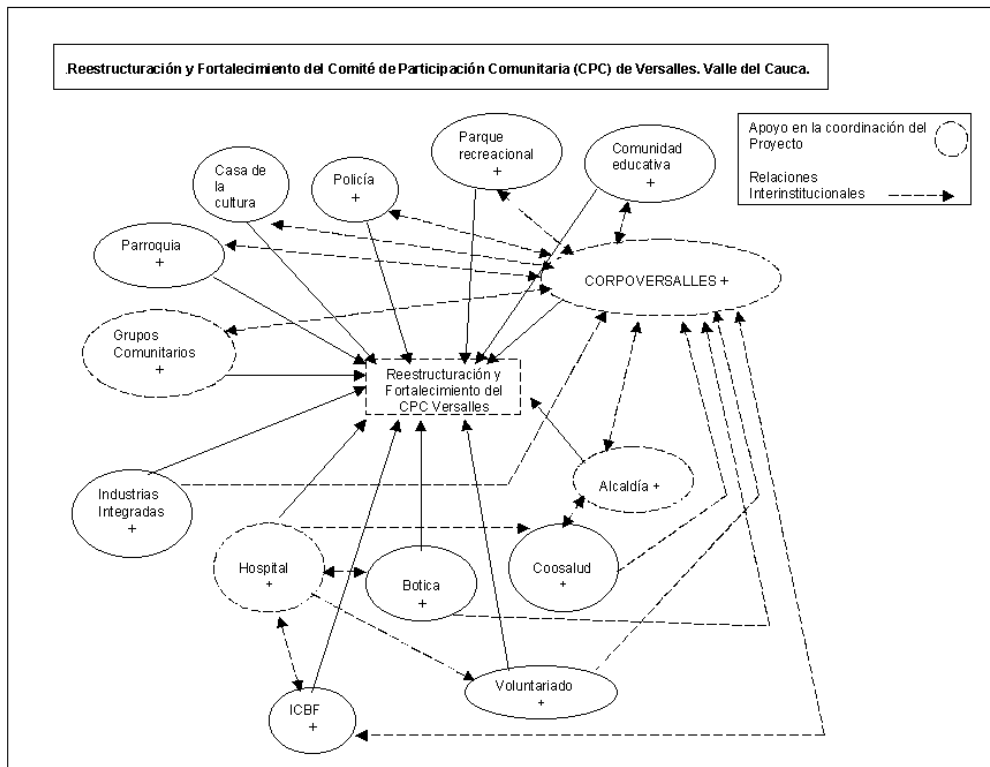 .Reestructuración y Fortalecimiento del Comité de Participación Comunitaria (CPC) de Versalles. Valle del Cauca.
Apoyo en la coordinación del
Proyecto
Relaciones
Interinstitucionales
Parque
recreacional
+
Comunidad
educativa
+
Casa de
la
cultura
Policía
+
Parroquia
+
CORPOVERSALLES +
Grupos
Comunitarios
+
Reestructuración y
Fortalecimiento del
CPC Versalles
Industrias
Integradas
+
Alcaldía +
Hospital
+
Botica
+
Coosalud
+
Voluntariado
+
ICBF
+